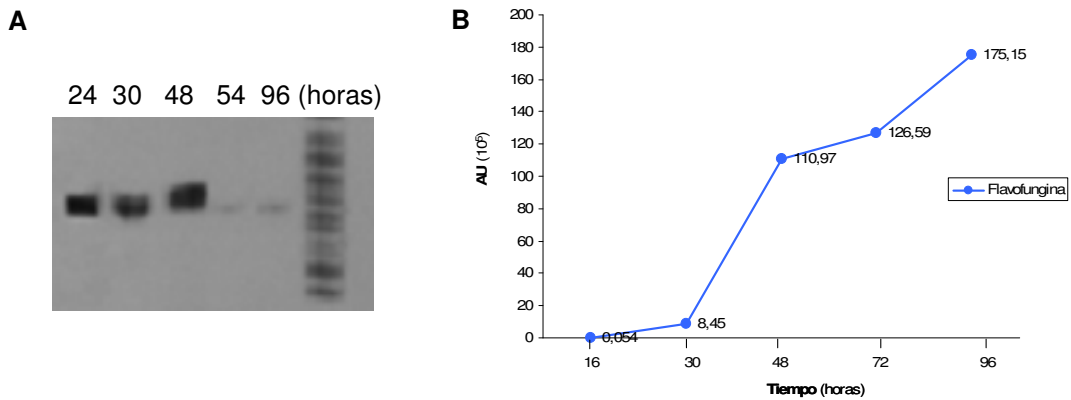 A
24 30 48 54 96 (horas)
B
200
180
160
140
120
100
80
60
40
20
0
AU (10⁶)
0,054
8,45
110,97
126,59
175,15
16 30 48 72 96
Tiempo (horas)
Flavofungina